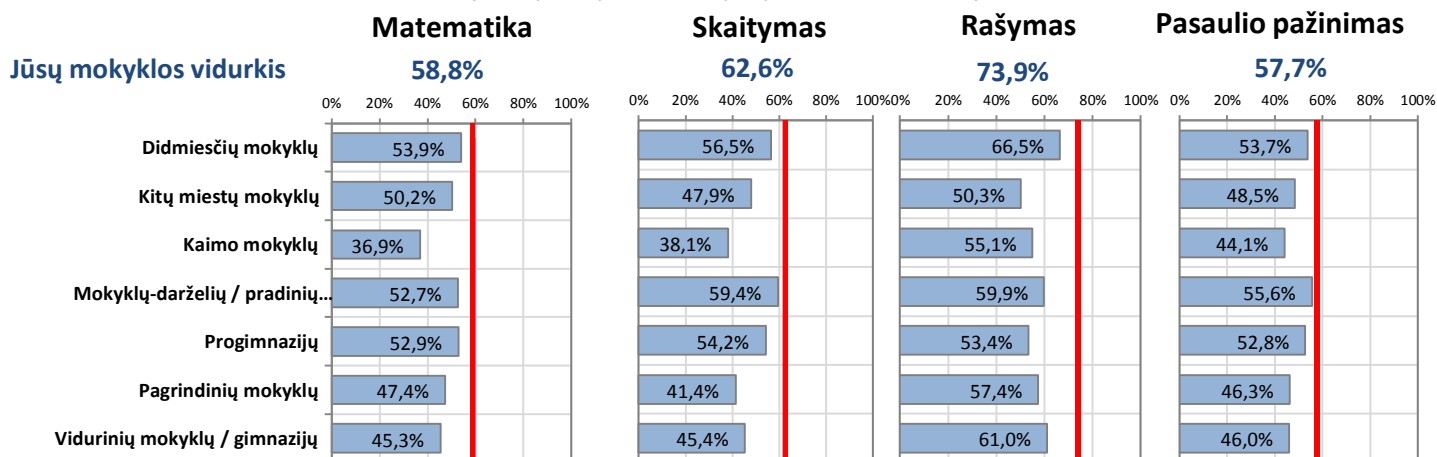 Matematika Skaitymas Rašymas Pasaulio pažinimas
Jūsų mokyklos vidurkis 58,8% 62,6% 73,9% 57,7%
0% 20% 40% 60% 80% 100% 0% 20% 40% 60% 80% 100% 0% 20% 40% 60% 80% 100% 0% 20% 40% 60% 80% 100%
Didmiesčių mokyklų 53,9% 56,5% 66,5% 53,7%
Kitų miestų mokyklų 50,2% 47,9% 50,3% 48,5%
Kaimo mokyklų 36,9% 38,1% 55,1% 44,1%
Mokyklų-darželių / pradinių... 52,7% 59,4% 59,9% 55,6%
Progimnazijų 52,9% 54,2% 53,4% 52,8%
Pagrindinių mokyklų 47,4% 41,4% 57,4% 46,3%
Vidurinių mokyklų / gimnazijų 45,3% 45,4% 61,0% 46,0%